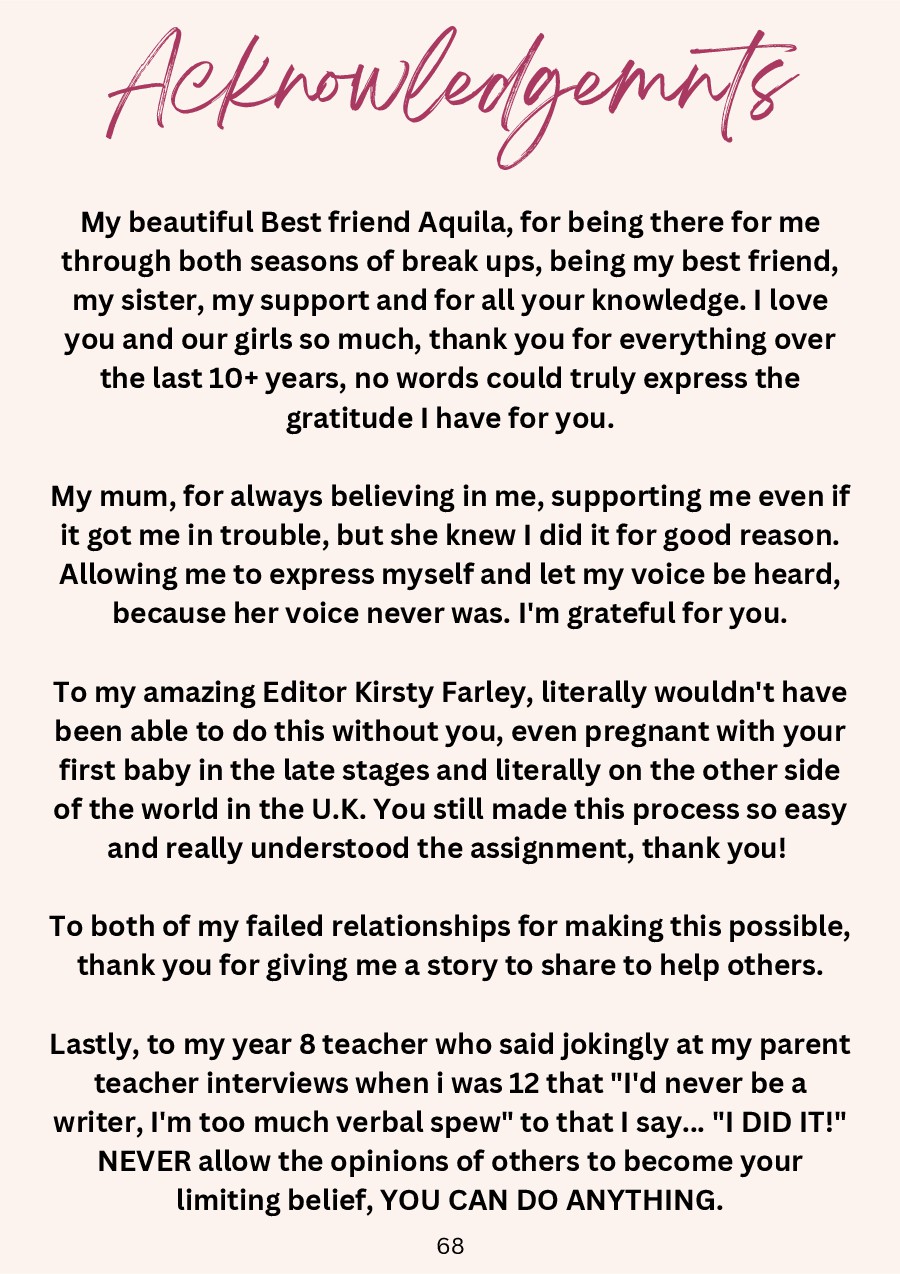 Acknowledgemnts
My beautiful Best friend Aquila, for being there for me
through both seasons of break ups, being my best friend,
my sister, my support and for all your knowledge. I love
you and our girls so much, thank you for everything over
the last 10+ years, no words could truly express the
gratitude I have for you.
My mum, for always believing in me, supporting me even if
it got me in trouble, but she knew I did it for good reason.
Allowing me to express myself and let my voice be heard,
because her voice never was. I'm grateful for you.
To my amazing Editor Kirsty Farley, literally wouldn't have
been able to do this without you, even pregnant with your
first baby in the late stages and literally on the other side
of the world in the U.K. You still made this process so easy
and really understood the assignment, thank you!
To both of my failed relationships for making this possible,
thank you for giving me a story to share to help others.
Lastly, to my year 8 teacher who said jokingly at my parent
teacher interviews when i was 12 that "I'd never be a
writer, I'm too much verbal spew" to that I say... "I DID IT!"
NEVER allow the opinions of others to become your
limiting belief, YOU CAN DO ANYTHING.
68